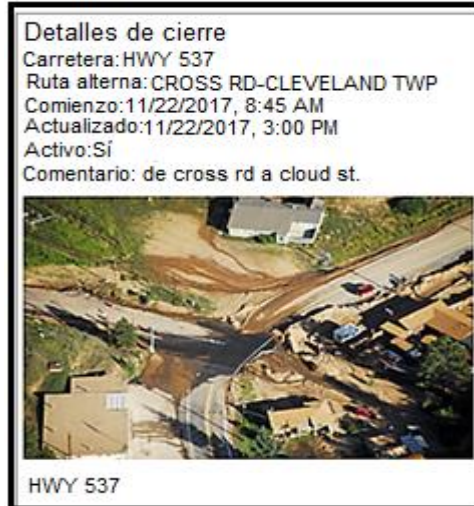 Detalles de cierre
Carretera:HWY 537
Ruta alterna:CROSS RD-CLEVELAND TWP
Comienzo:11/22/2017, 8:45 AM
Actualizado:11/22/2017, 3:00 PM
Activo:Sí
Comentario: de cross rd a cloud st.
HWY 537